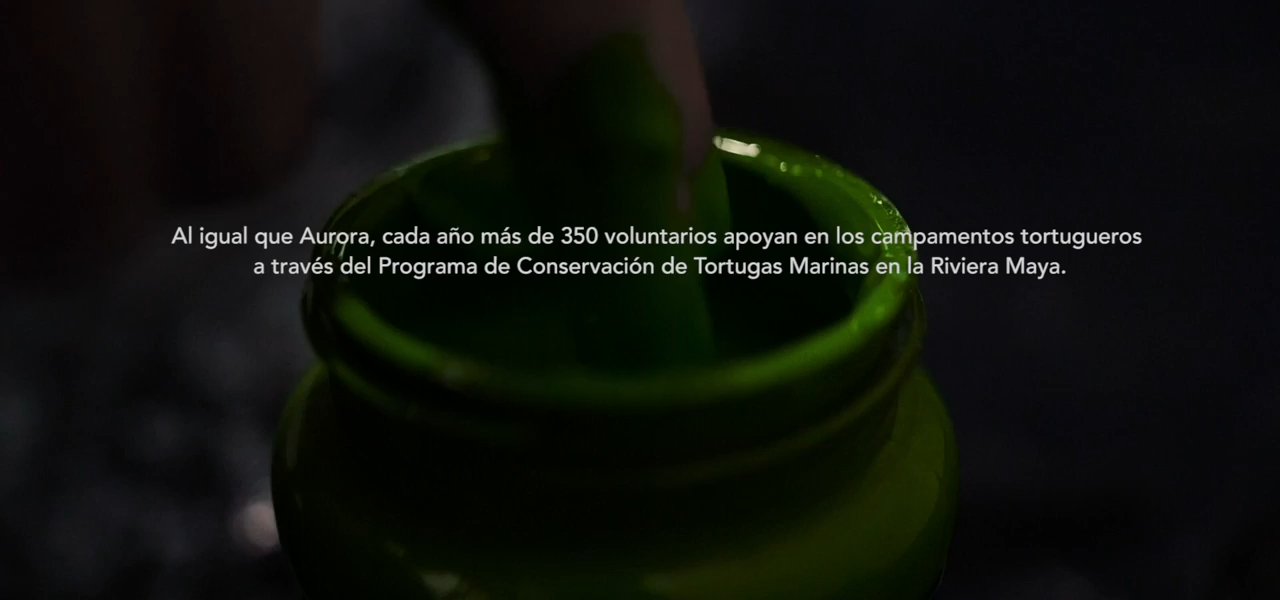 Al igual que Aurora, cada año más de 350 voluntarios apoyan en los campamentos tortugueros
a través del Programa de Conservación de Tortugas Marinas en la Riviera Maya.